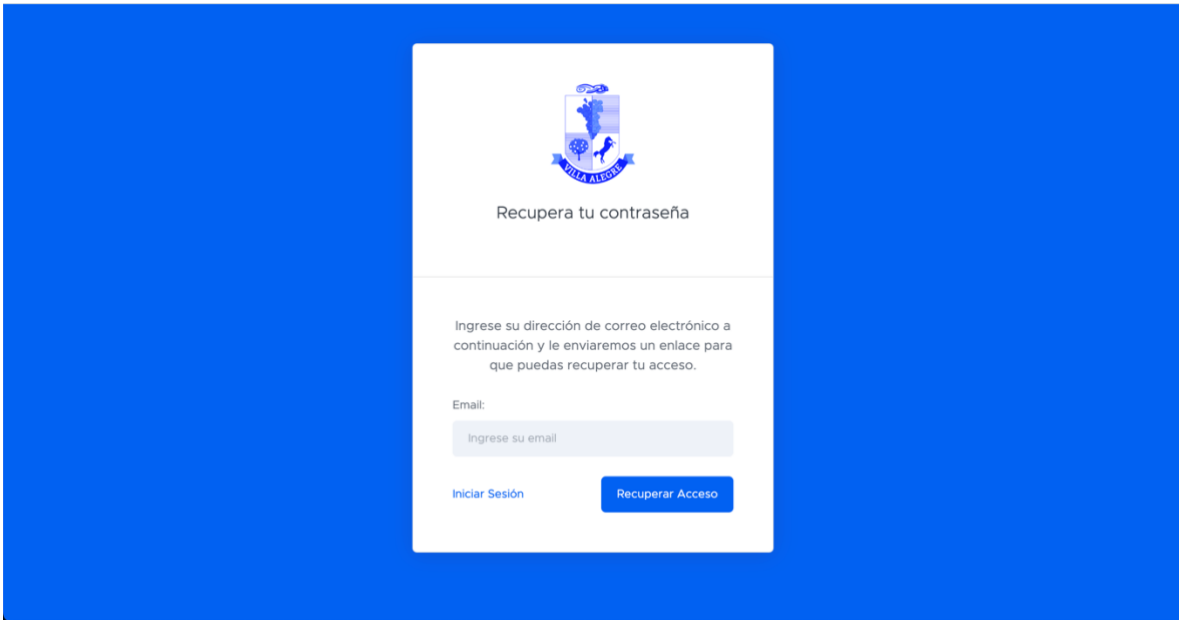 VILLA ALEGRE
Recupera tu contraseña
Ingrese su dirección de correo electrónico a
continuación y le enviaremos un enlace para
que puedas recuperar tu acceso.
Email:
Ingrese su email
Iniciar Sesión
Recuperar Acceso